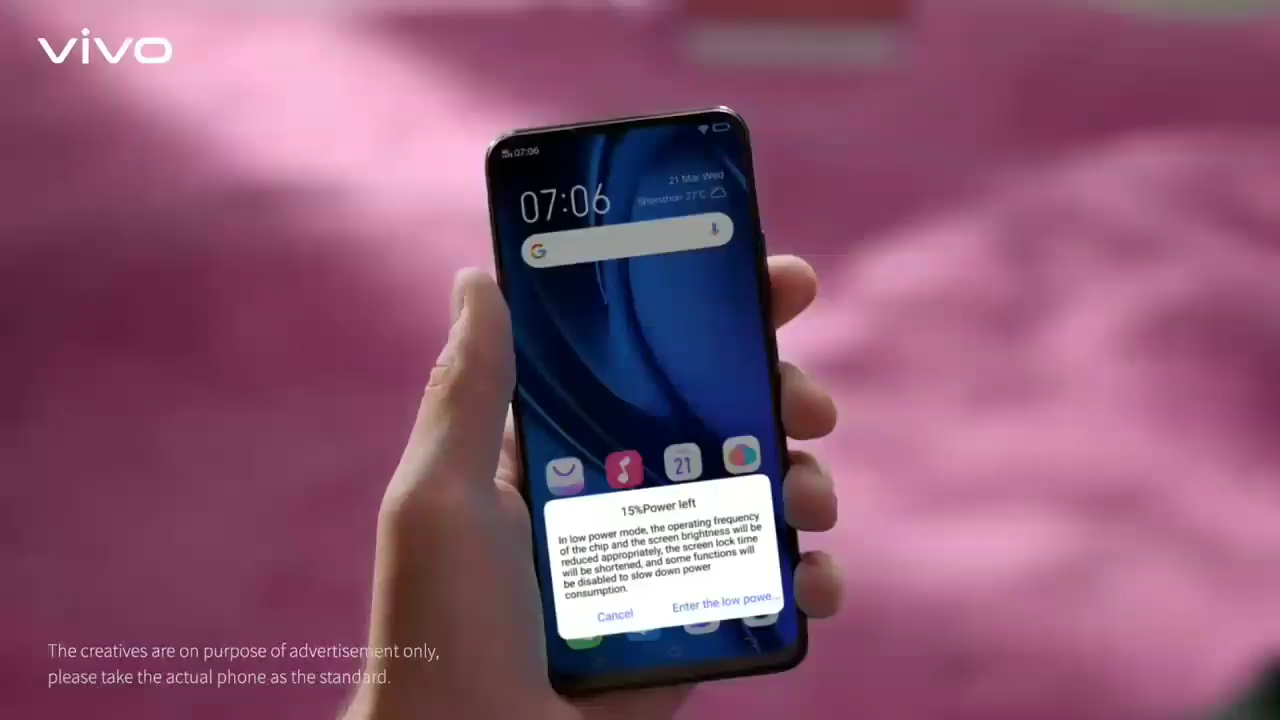 vivo
07:06
07:06
21 Mar Wed
Shenzhen 27°C
G
21
15%Power left
In low power mode, the operating frequency
of the chip and the screen brightness will be
reduced appropriately, the screen lock time
will be shortened, and some functions will
be disabled to slow down power
consumption.
Cancel
Enter the low powe...
The creatives are on purpose of advertisement only,
please take the actual phone as the standard.